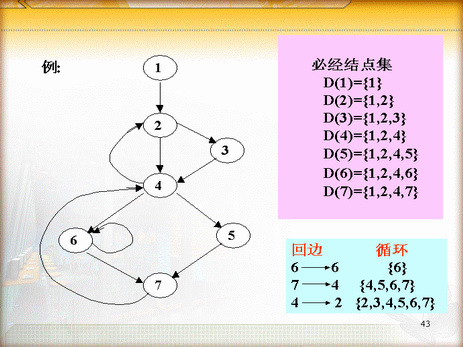 例:
1
2
3
4
6
5
7
必经结点集
D(1)={1}
D(2)={1,2}
D(3)={1,2,3}
D(4)={1,2,4}
D(5)={1,2,4,5}
D(6)={1,2,4,6}
D(7)={1,2,4,7}
回边 循环
6 → 6 {6}
7 → 4 {4,5,6,7}
4 → 2 {2,3,4,5,6,7}
43